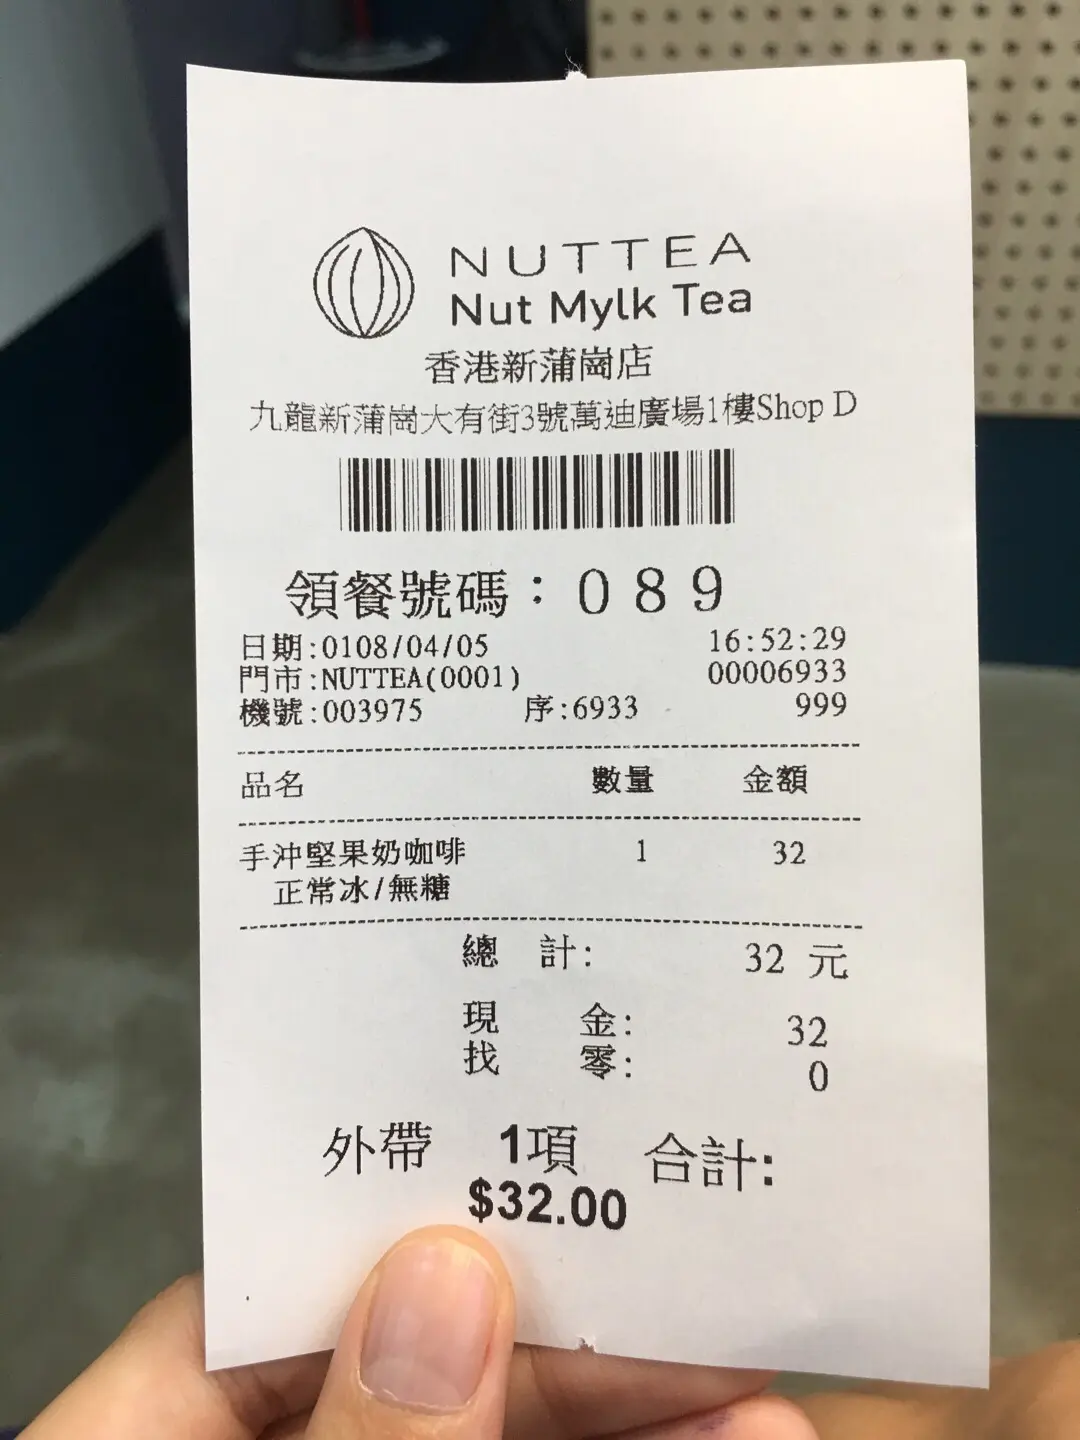 NUTTEA
Nut Mylk Tea
香港新蒲崗店
九龍新蒲崗大有街3號萬迪廣場1樓Shop D
領餐號碼：089
日期:0108/04/05 16:52:29
門市:NUTTEA(0001) 00006933
機號:003975 序:6933 999
品名 數量 金額
手沖堅果奶咖啡 1 32
正常冰/無糖
總 計: 32 元
現 金: 32
找 零: 0
外帶 1項 合計:
$32.00